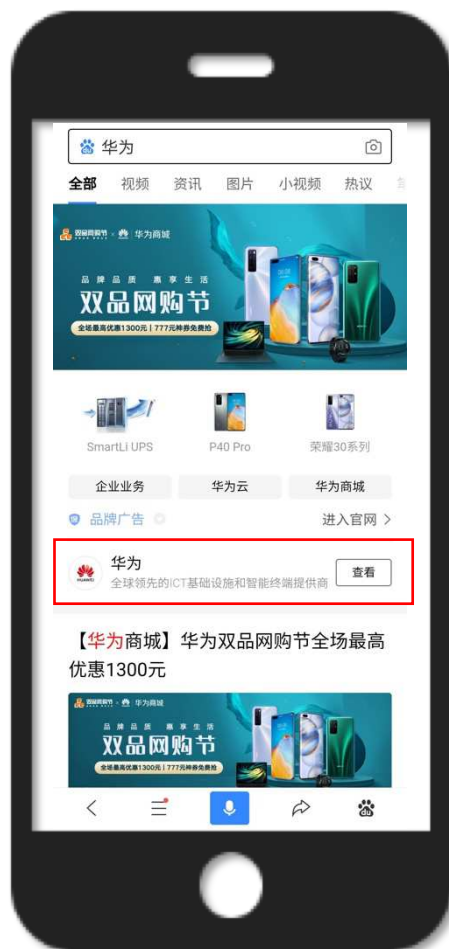 华为
全部 视频 资讯 图片 小视频 热议
双品网购节 × 华为商城
品牌品质 惠享生活
双品网购节
全场最高优惠1300元 | 777元神券免费抢
SmartLi UPS P40 Pro 荣耀30系列
企业业务 华为云 华为商城
品牌广告 进入官网 >
华为
HUAWEI
全球领先的ICT基础设施和智能终端提供商
查看
【华为商城】华为双品网购节全场最高
优惠1300元
双品网购节 × 华为商城
品牌品质 惠享生活
双品网购节
全场最高优惠1300元 | 777元神券免费抢